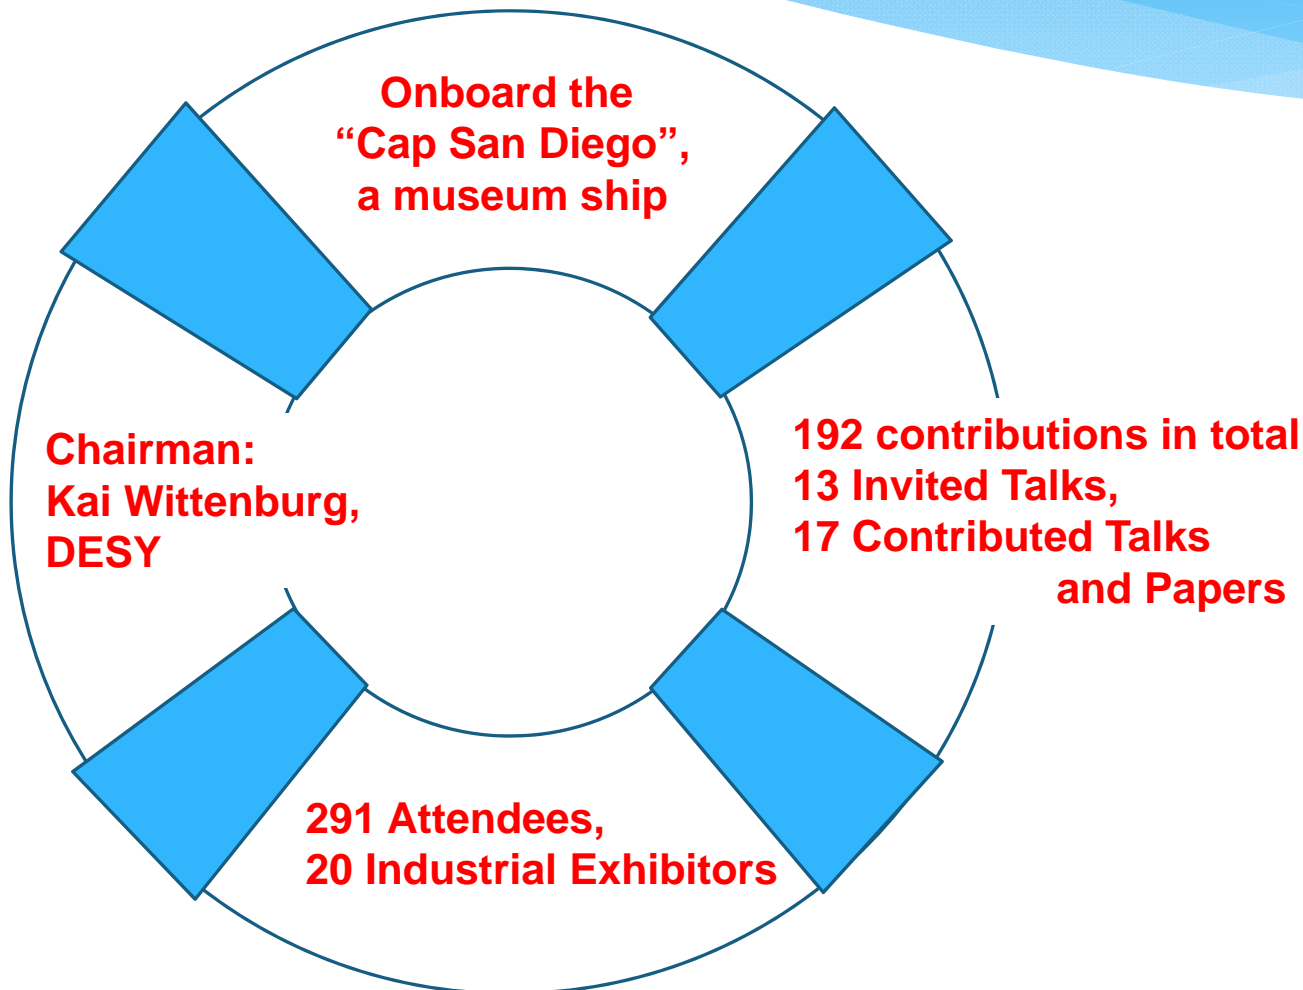 Onboard the
“Cap San Diego”,
a museum ship
Chairman:
Kai Wittenburg,
DESY
192 contributions in total
13 Invited Talks,
17 Contributed Talks
and Papers
291 Attendees,
20 Industrial Exhibitors